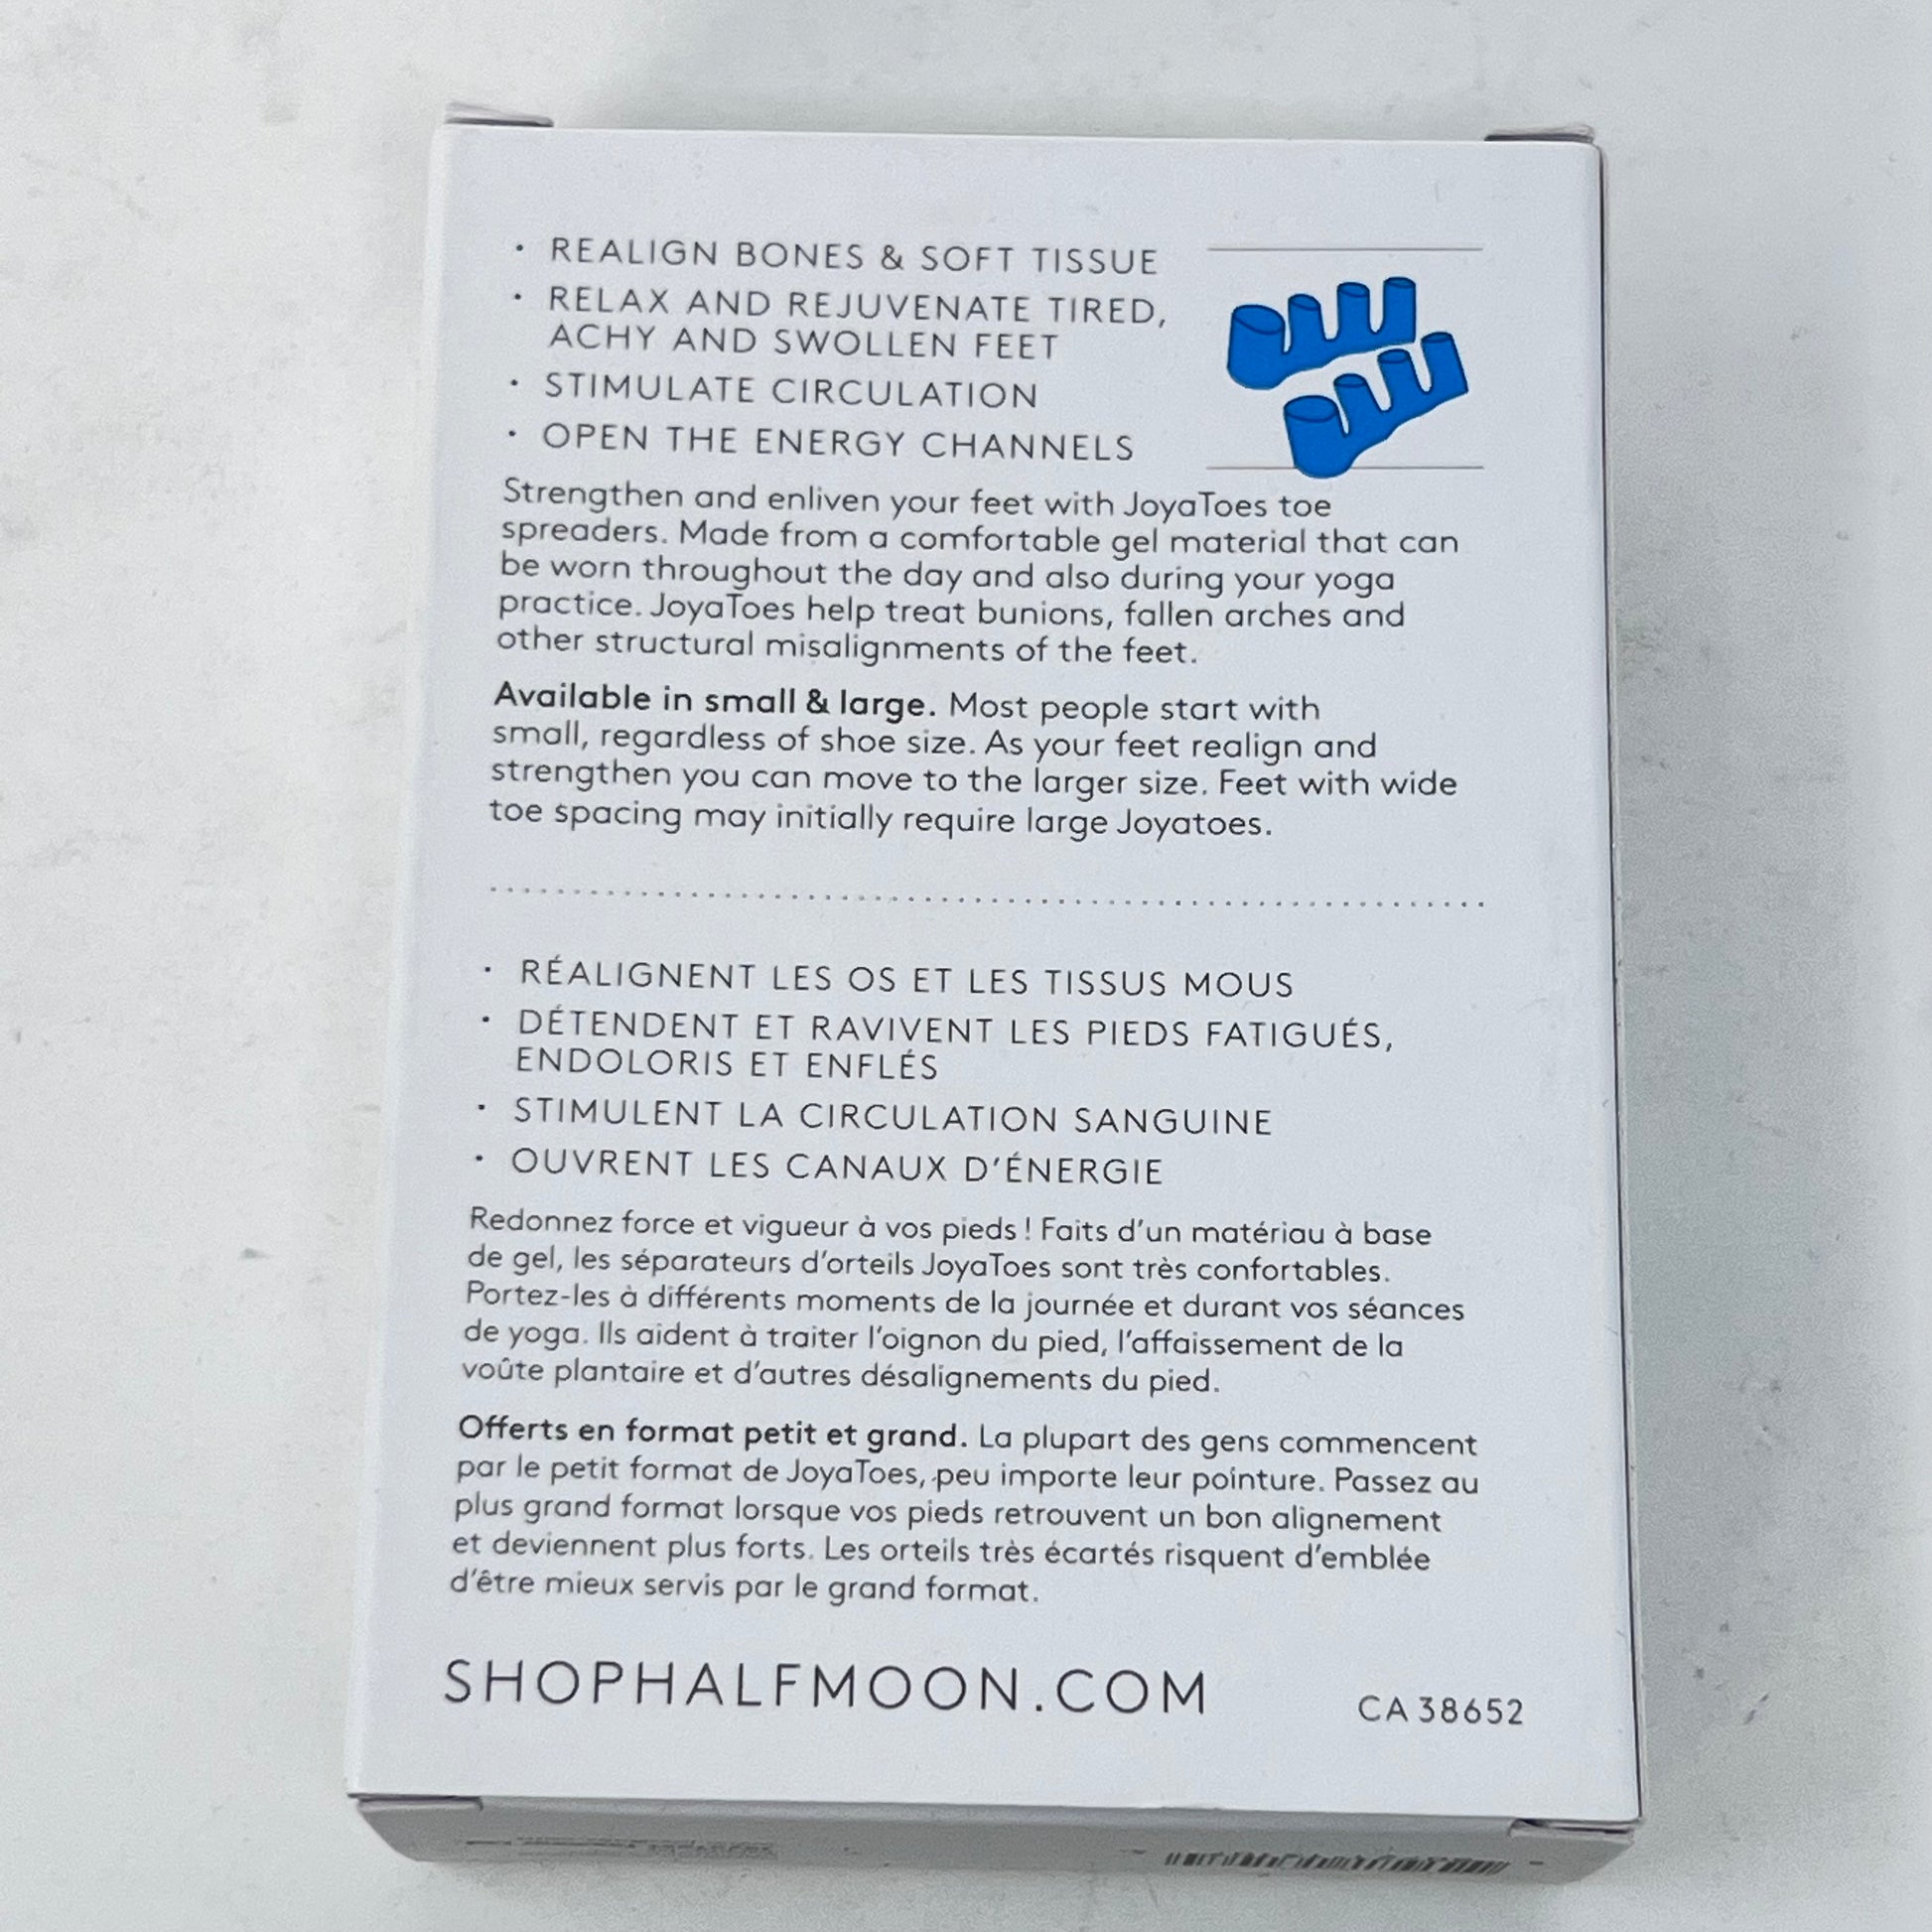 · REALIGN BONES & SOFT TISSUE
· RELAX AND REJUVENATE TIRED,
ACHY AND SWOLLEN FEET
· STIMULATE CIRCULATION
· OPEN THE ENERGY CHANNELS
Strengthen and enliven your feet with JoyaToes toe
spreaders. Made from a comfortable gel material that can
be worn throughout the day and also during your yoga
practice. JoyaToes help treat bunions, fallen arches and
other structural misalignments of the feet.
Available in small & large. Most people start with
small, regardless of shoe size. As your feet realign and
strengthen you can move to the larger size. Feet with wide
toe spacing may initially require large Joyatoes.
· RÉALIGNENT LES OS ET LES TISSUS MOUS
· DÉTENDENT ET RAVIVENT LES PIEDS FATIGUÉS,
ENDOLORIS ET ENFLÉS
· STIMULENT LA CIRCULATION SANGUINE
· OUVRENT LES CANAUX D'ÉNERGIE
Redonnez force et vigueur à vos pieds ! Faits d'un matériau à base
de gel, les séparateurs d'orteils JoyaToes sont très confortables.
Portez-les à différents moments de la journée et durant vos séances
de yoga. Ils aident à traiter l'oignon du pied, l'affaissement de la
voûte plantaire et d'autres désalignements du pied.
Offerts en format petit et grand. La plupart des gens commencent
par le petit format de JoyaToes, peu importe leur pointure. Passez au
plus grand format lorsque vos pieds retrouvent un bon alignement
et deviennent plus forts. Les orteils très écartés risquent d'emblée
d'être mieux servis par le grand format.
SHOPHALFMOON.COM
CA 38652